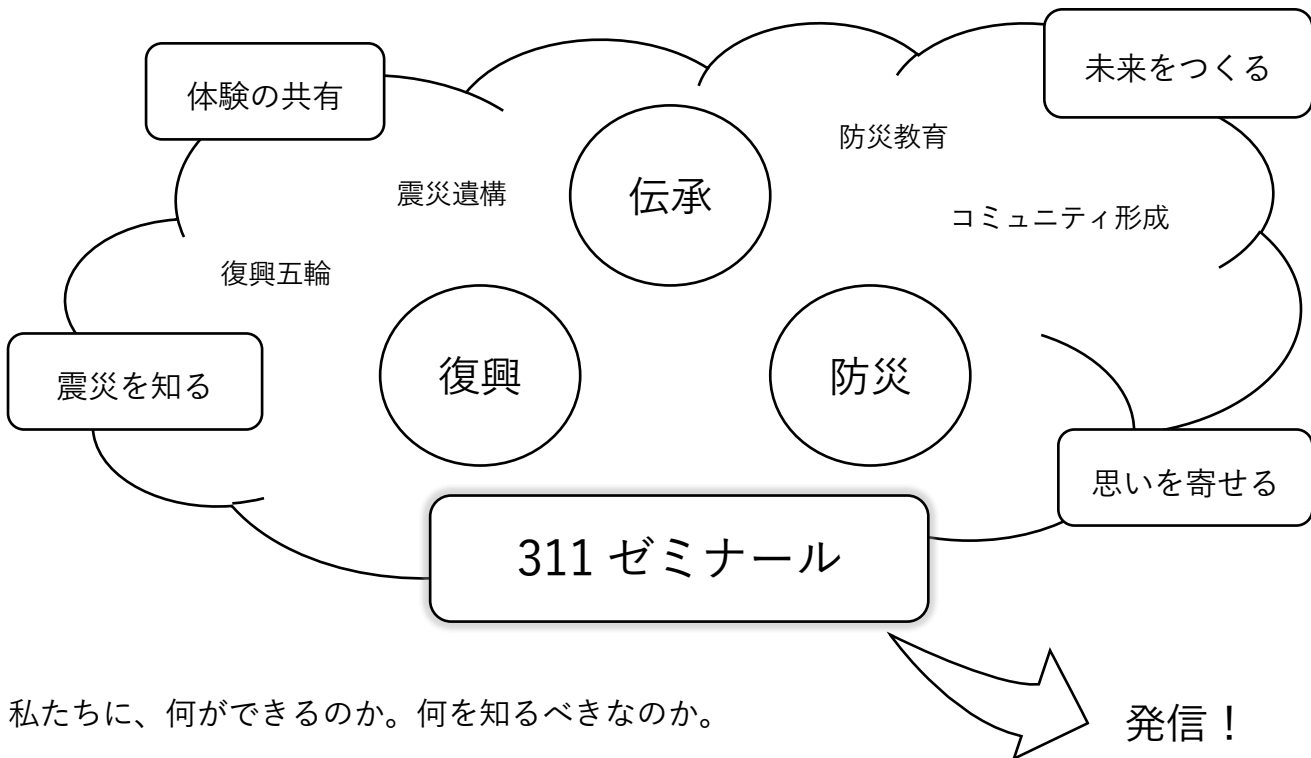 未来をつくる
体験の共有
防災教育
震災遺構
伝承
コミュニティ形成
復興五輪
復興
防災
震災を知る
思いを寄せる
311 ゼミナール
私たちに、何ができるのか。何を知るべきなのか。
発信！